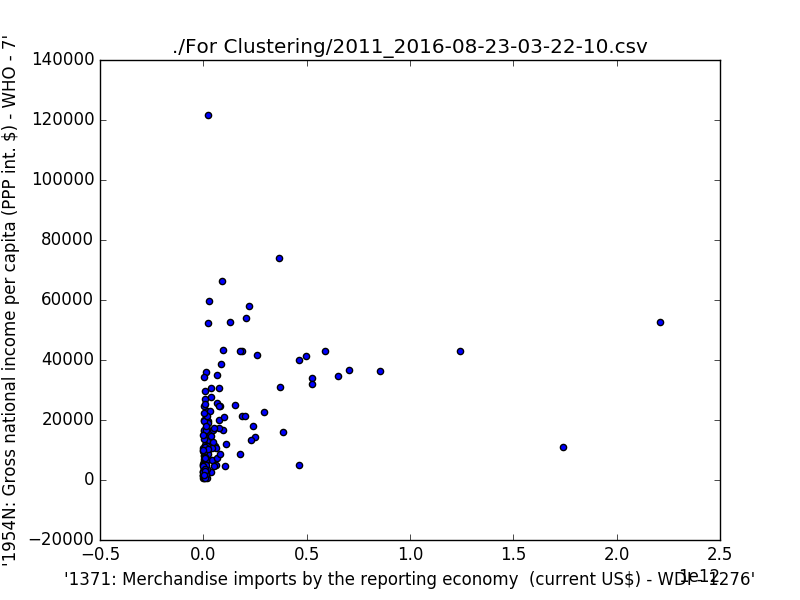 ./For Clustering/2011_2016-08-23-03-22-10.csv
'1954N: Gross national income per capita (PPP int. $) - WHO - 7'
140000
120000
100000
80000
60000
40000
20000
0
−20000
−0.5 0.0 0.5 1.0 1.5 2.0 2.5
1e12
'1371: Merchandise imports by the reporting economy  (current US$) - WDI - 1276'